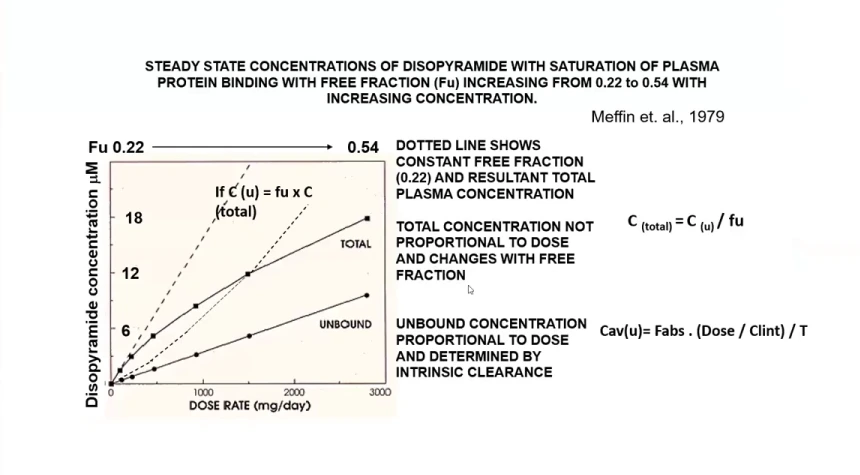 STEADY STATE CONCENTRATIONS OF DISOPYRAMIDE WITH SATURATION OF PLASMA
PROTEIN BINDING WITH FREE FRACTION (Fu) INCREASING FROM 0.22 to 0.54 WITH
INCREASING CONCENTRATION.
Meffin et. al., 1979
Fu 0.22
0.54
Disopyramide concentration µM
18
12
6
If C (u) = fu x C
(total)
TOTAL
UNBOUND
0
1000
2000
3000
DOSE RATE (mg/day)
DOTTED LINE SHOWS
CONSTANT FREE FRACTION
(0.22) AND RESULTANT TOTAL
PLASMA CONCENTRATION
TOTAL CONCENTRATION NOT
PROPORTIONAL TO DOSE
AND CHANGES WITH FREE
FRACTION
C (total) = C (u) / fu
UNBOUND CONCENTRATION
PROPORTIONAL TO DOSE
AND DETERMINED BY
INTRINSIC CLEARANCE
Cav(u)= Fabs . (Dose / Clint) / T